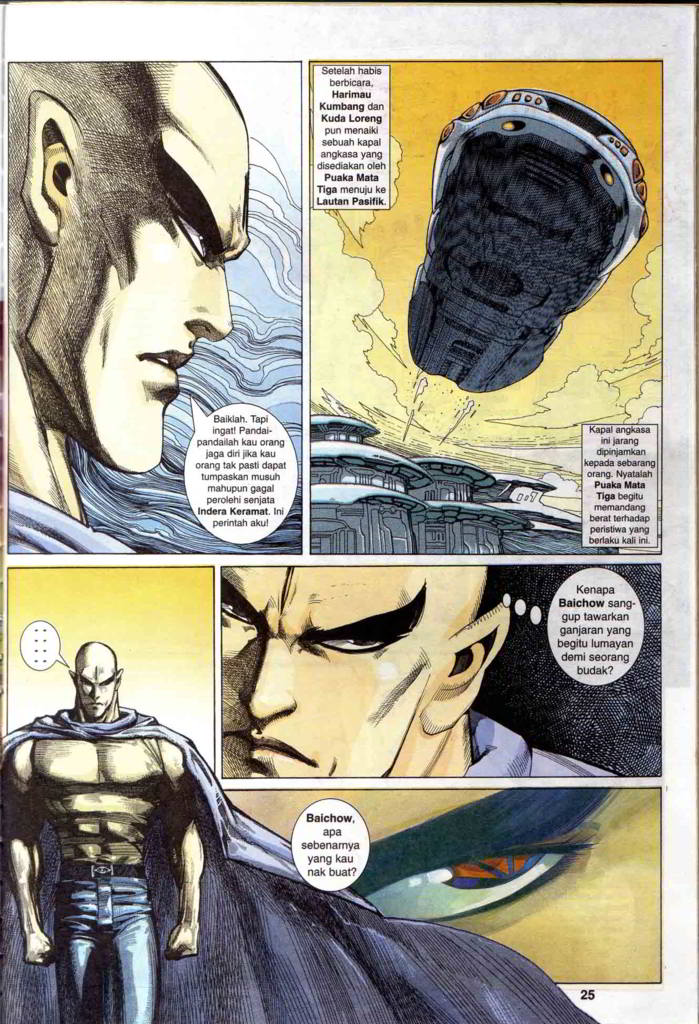 Baiklah. Tapi
ingat! Pandai-
pandailah kau orang
jaga diri jika kau
orang tak pasti dapat
tumpaskan musuh
mahupun gagal
perolehi senjata
Indera Keramat. Ini
perintah aku!
Setelah habis
berbicara,
Harimau
Kumbang dan
Kuda Loreng
pun menaiki
sebuah kapal
angkasa yang
disediakan oleh
Puaka Mata
Tiga menuju ke
Lautan Pasifik.
Kapal angkasa
ini jarang
dipinjamkan
kepada sebarang
orang. Nyatalah
Puaka Mata
Tiga begitu
memandang
berat terhadap
peristiwa yang
berlaku kali ini.
Kenapa
Baichow sang-
gup tawarkan
ganjaran yang
begitu lumayan
demi seorang
budak?
Baichow,
apa
sebenarnya
yang kau
nak buat?
25